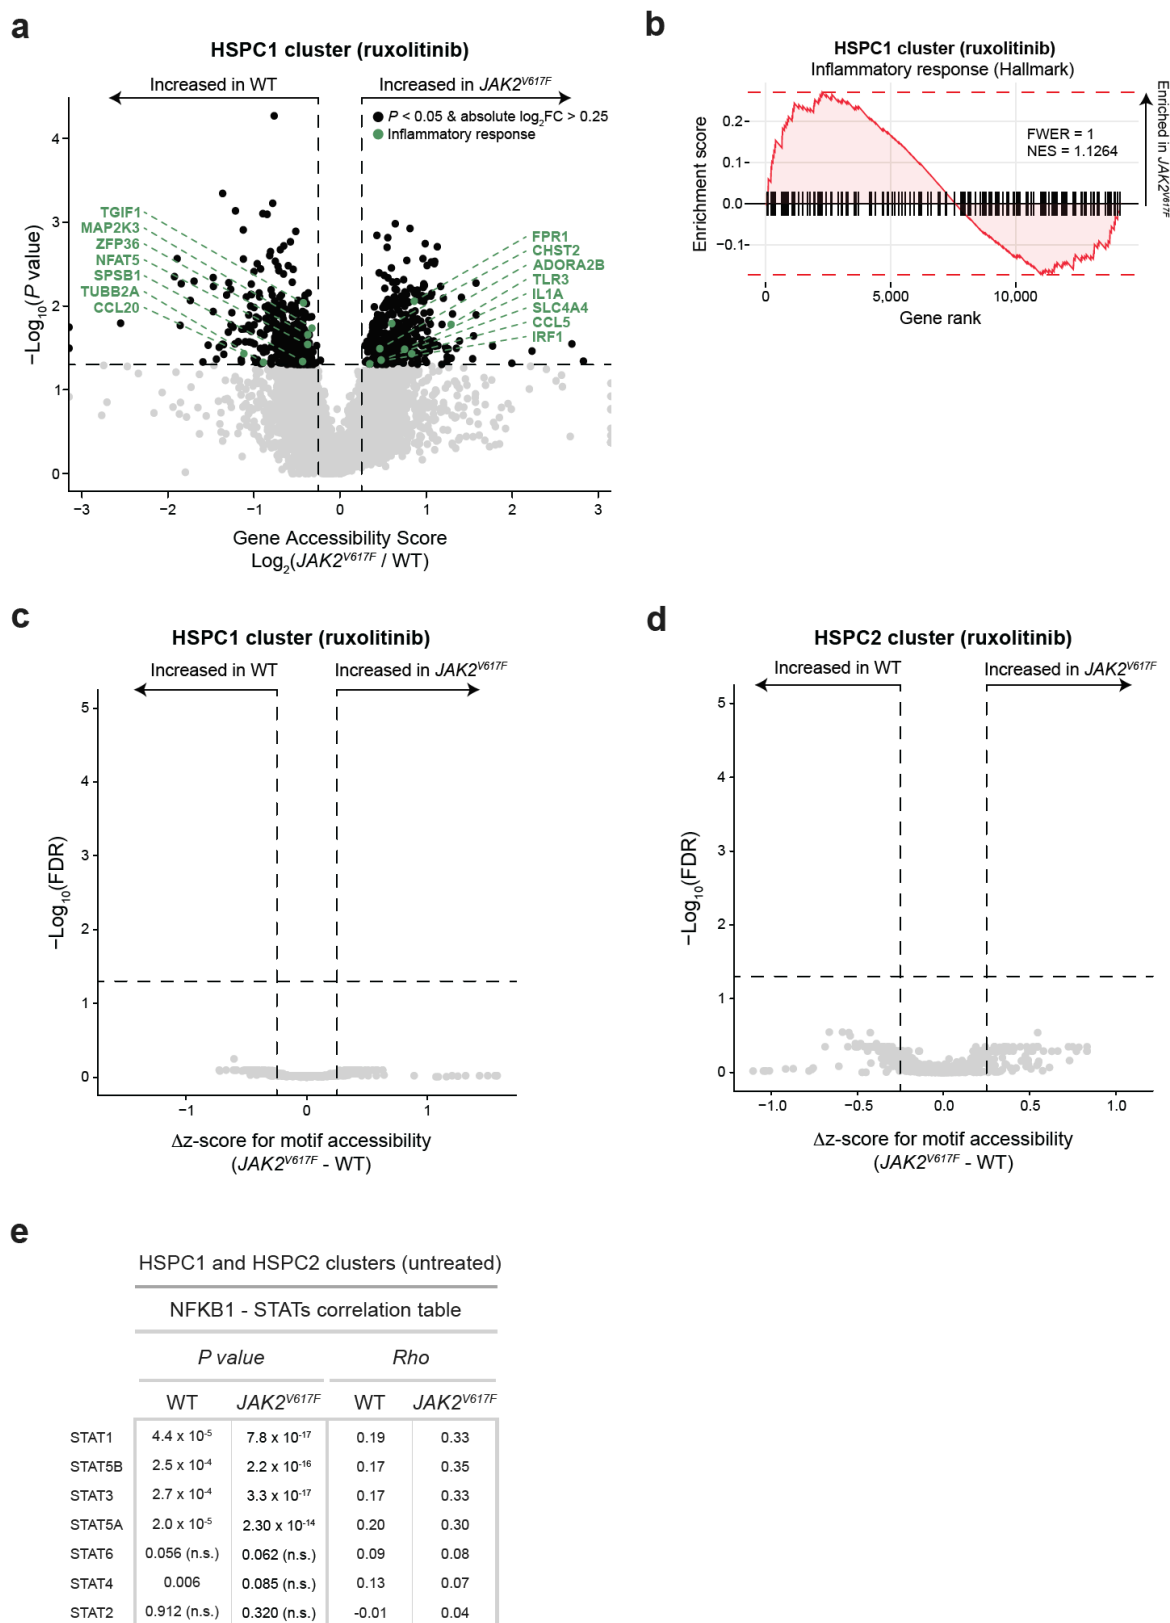 a
HSPC1 cluster (ruxolitinib)
Increased in WT
Increased in JAK2V617F
P < 0.05 & absolute log2FC > 0.25
Inflammatory response
4
3
2
1
0
−Log10(P value)
TGIF1
MAP2K3
ZFP36
NFAT5
SPSB1
TUBB2A
CCL20
FPR1
CHST2
ADORA2B
TLR3
IL1A
SLC4A4
CCL5
IRF1
−3 −2 −1 0 1 2 3
Gene Accessibility Score
Log2(JAK2V617F / WT)
b
HSPC1 cluster (ruxolitinib)
Inflammatory response (Hallmark)
Enrichment score
0.2
0.1
0.0
−0.1
FWER = 1
NES = 1.1264
Enriched in JAK2V617F
0 5,000 10,000
Gene rank
c
HSPC1 cluster (ruxolitinib)
Increased in WT
Increased in JAK2V617F
5
4
3
2
1
0
−Log10(FDR)
−1 0 1
Δz-score for motif accessibility
(JAK2V617F - WT)
d
HSPC2 cluster (ruxolitinib)
Increased in WT
Increased in JAK2V617F
5
4
3
2
1
0
−Log10(FDR)
−1.0 −0.5 0.0 0.5 1.0
Δz-score for motif accessibility
(JAK2V617F - WT)
e
HSPC1 and HSPC2 clusters (untreated)
NFKB1 - STATs correlation table
P value Rho
WT JAK2V617F WT JAK2V617F
STAT1 4.4 x 10-5 7.8 x 10-17 0.19 0.33
STAT5B 2.5 x 10-4 2.2 x 10-16 0.17 0.35
STAT3 2.7 x 10-4 3.3 x 10-17 0.17 0.33
STAT5A 2.0 x 10-5 2.30 x 10-14 0.20 0.30
STAT6 0.056 (n.s.) 0.062 (n.s.) 0.09 0.08
STAT4 0.006 0.085 (n.s.) 0.13 0.07
STAT2 0.912 (n.s.) 0.320 (n.s.) -0.01 0.04